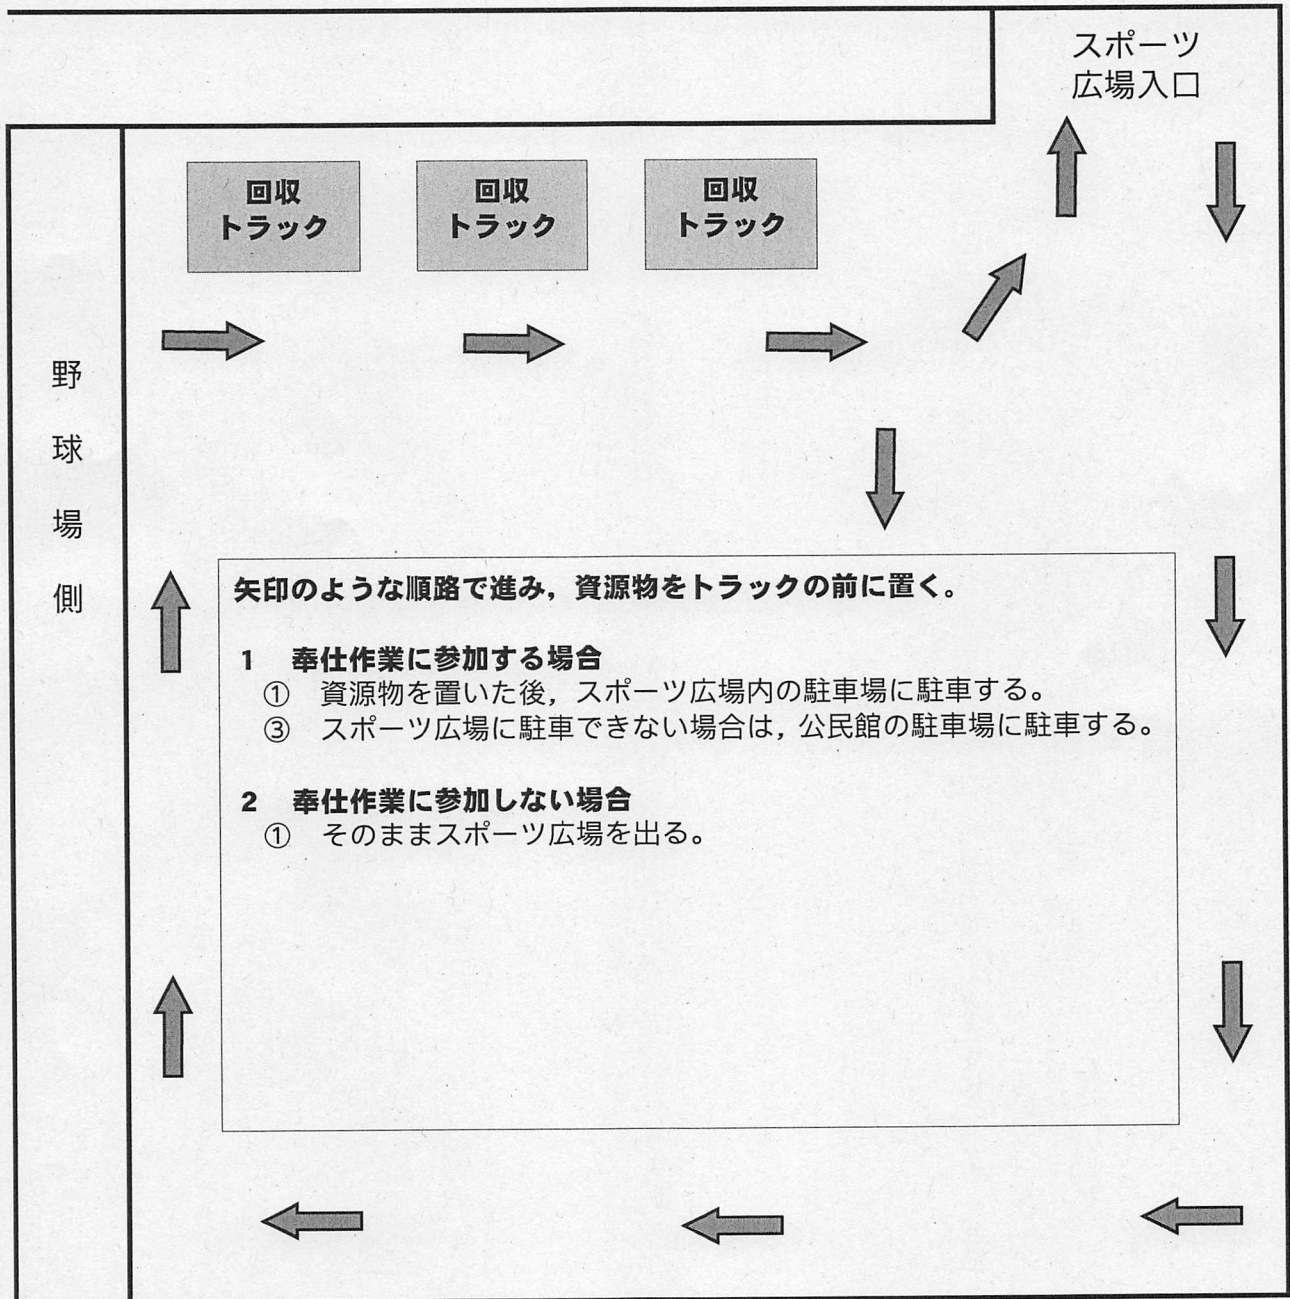 スポーツ
広場入口
回収
トラック
回収
トラック
回収
トラック
野球場側
矢印のような順路で進み，資源物をトラックの前に置く。
1　奉仕作業に参加する場合
①　資源物を置いた後，スポーツ広場内の駐車場に駐車する。
③　スポーツ広場に駐車できない場合は，公民館の駐車場に駐車する。
2　奉仕作業に参加しない場合
①　そのままスポーツ広場を出る。